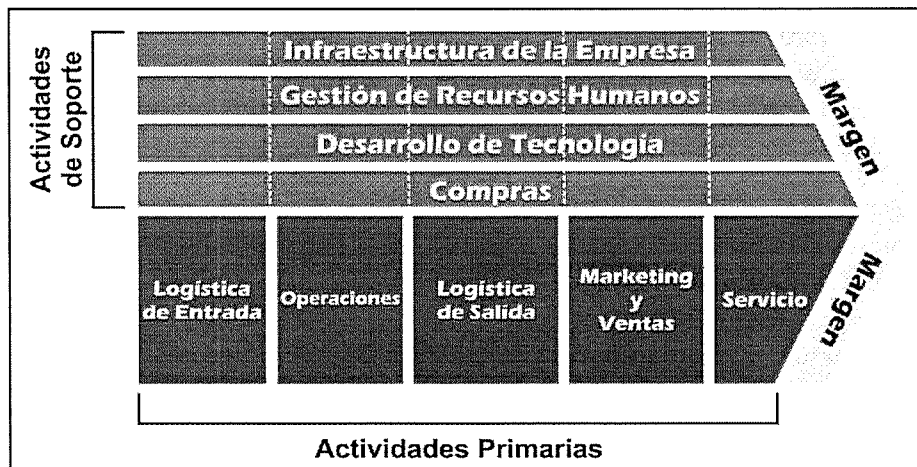 Actividades
de Soporte
Infraestructura de la Empresa
Gestión de Recursos Humanos
Desarrollo de Tecnología
Compras
Margen
Logística
de Entrada
Operaciones
Logística
de Salida
Marketing
y
Ventas
Servicio
Margen
Actividades Primarias